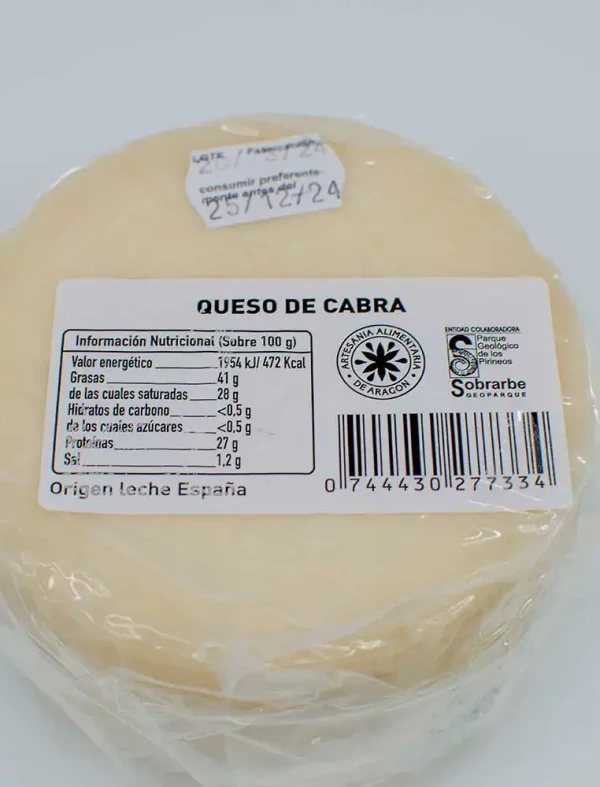 LOTE
consumir preferente-
mente antes del
25/12/24
QUESO DE CABRA
Información Nutricional (Sobre 100 g)
Valor energético 1954 kJ/ 472 Kcal
Grasas 41 g
de las cuales saturadas 28 g
Hidratos de carbono <0,5 g
de los cuales azúcares <0,5 g
Proteínas 27 g
Sal 1,2 g
Origen leche España
ARTESANIA ALIMENTARIA
DE ARAGON
ENTIDAD COLABORADORA
Parque
Geológico
de los
Pirineos
Sobrarbe
GEOPARQUE
0 744430 277334